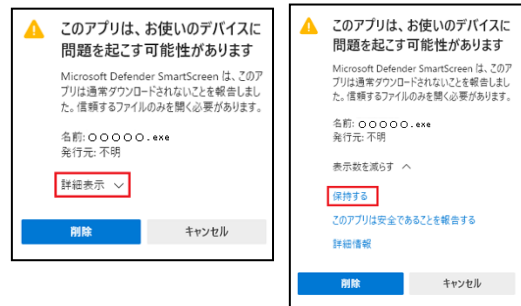 このアプリは、お使いのデバイスに
問題を起こす可能性があります
Microsoft Defender SmartScreen は、このア
プリは通常ダウンロードされないことを報告しまし
た。信頼するファイルのみを開く必要があります。
名前: ○○○○○.exe
発行元: 不明
詳細表示
削除
キャンセル
このアプリは、お使いのデバイスに
問題を起こす可能性があります
Microsoft Defender SmartScreen は、このア
プリは通常ダウンロードされないことを報告しまし
た。信頼するファイルのみを開く必要があります。
名前: ○○○○○.exe
発行元: 不明
表示数を減らす
保持する
このアプリは安全であることを報告する
詳細情報
削除
キャンセル